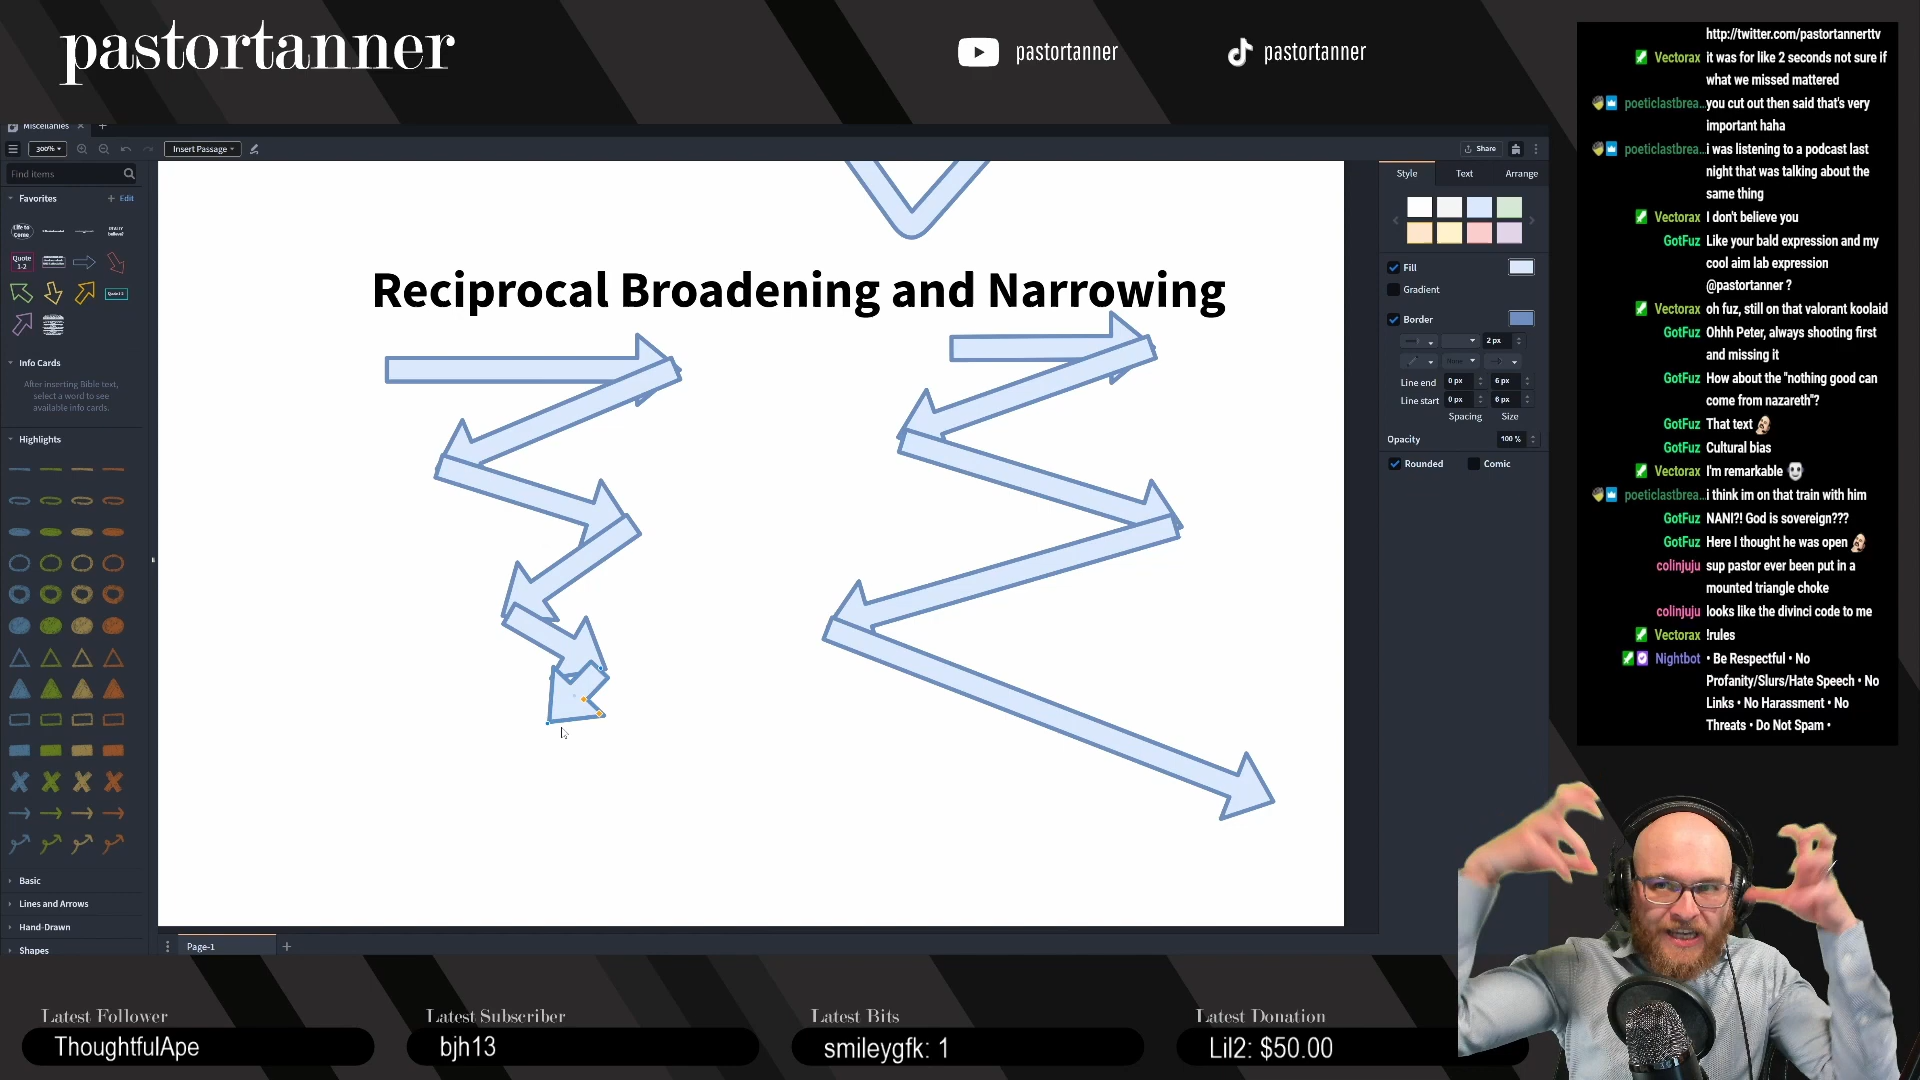 pastortanner
pastortanner
pastortanner
Miscellanies
300%
Insert Passage
Share
Find items
Favorites
+ Edit
Life to Come
Quote 1-2
Info Cards
After inserting Bible text,
select a word to see
available info cards.
Highlights
Basic
Lines and Arrows
Hand-Drawn
Shapes
Reciprocal Broadening and Narrowing
Page-1
Style
Text
Arrange
Fill
Gradient
Border
2 px
None
Line end
0 px
6 px
Line start
0 px
6 px
Spacing
Size
Opacity
100 %
Rounded
Comic
http://twitter.com/pastortannerttv
Vectorax it was for like 2 seconds not sure if
what we missed mattered
poeticlastbrea... you cut out then said that's very
important haha
poeticlastbrea... i was listening to a podcast last
night that was talking about the
same thing
Vectorax I don't believe you
GotFuz Like your bald expression and my
cool aim lab expression
@pastortanner ?
Vectorax oh fuz, still on that valorant koolaid
GotFuz Ohhh Peter, always shooting first
and missing it
GotFuz How about the "nothing good can
come from nazareth"?
GotFuz That text
GotFuz Cultural bias
Vectorax I'm remarkable
poeticlastbrea... i think im on that train with him
GotFuz NANI?! God is sovereign???
GotFuz Here I thought he was open
colinjuju sup pastor ever been put in a
mounted triangle choke
colinjuju looks like the divinci code to me
Vectorax !rules
Nightbot • Be Respectful • No
Profanity/Slurs/Hate Speech • No
Links • No Harassment • No
Threats • Do Not Spam •
Latest Follower
ThoughtfulApe
Latest Subscriber
bjh13
Latest Bits
smileygfk: 1
Latest Donation
Lil2: $50.00